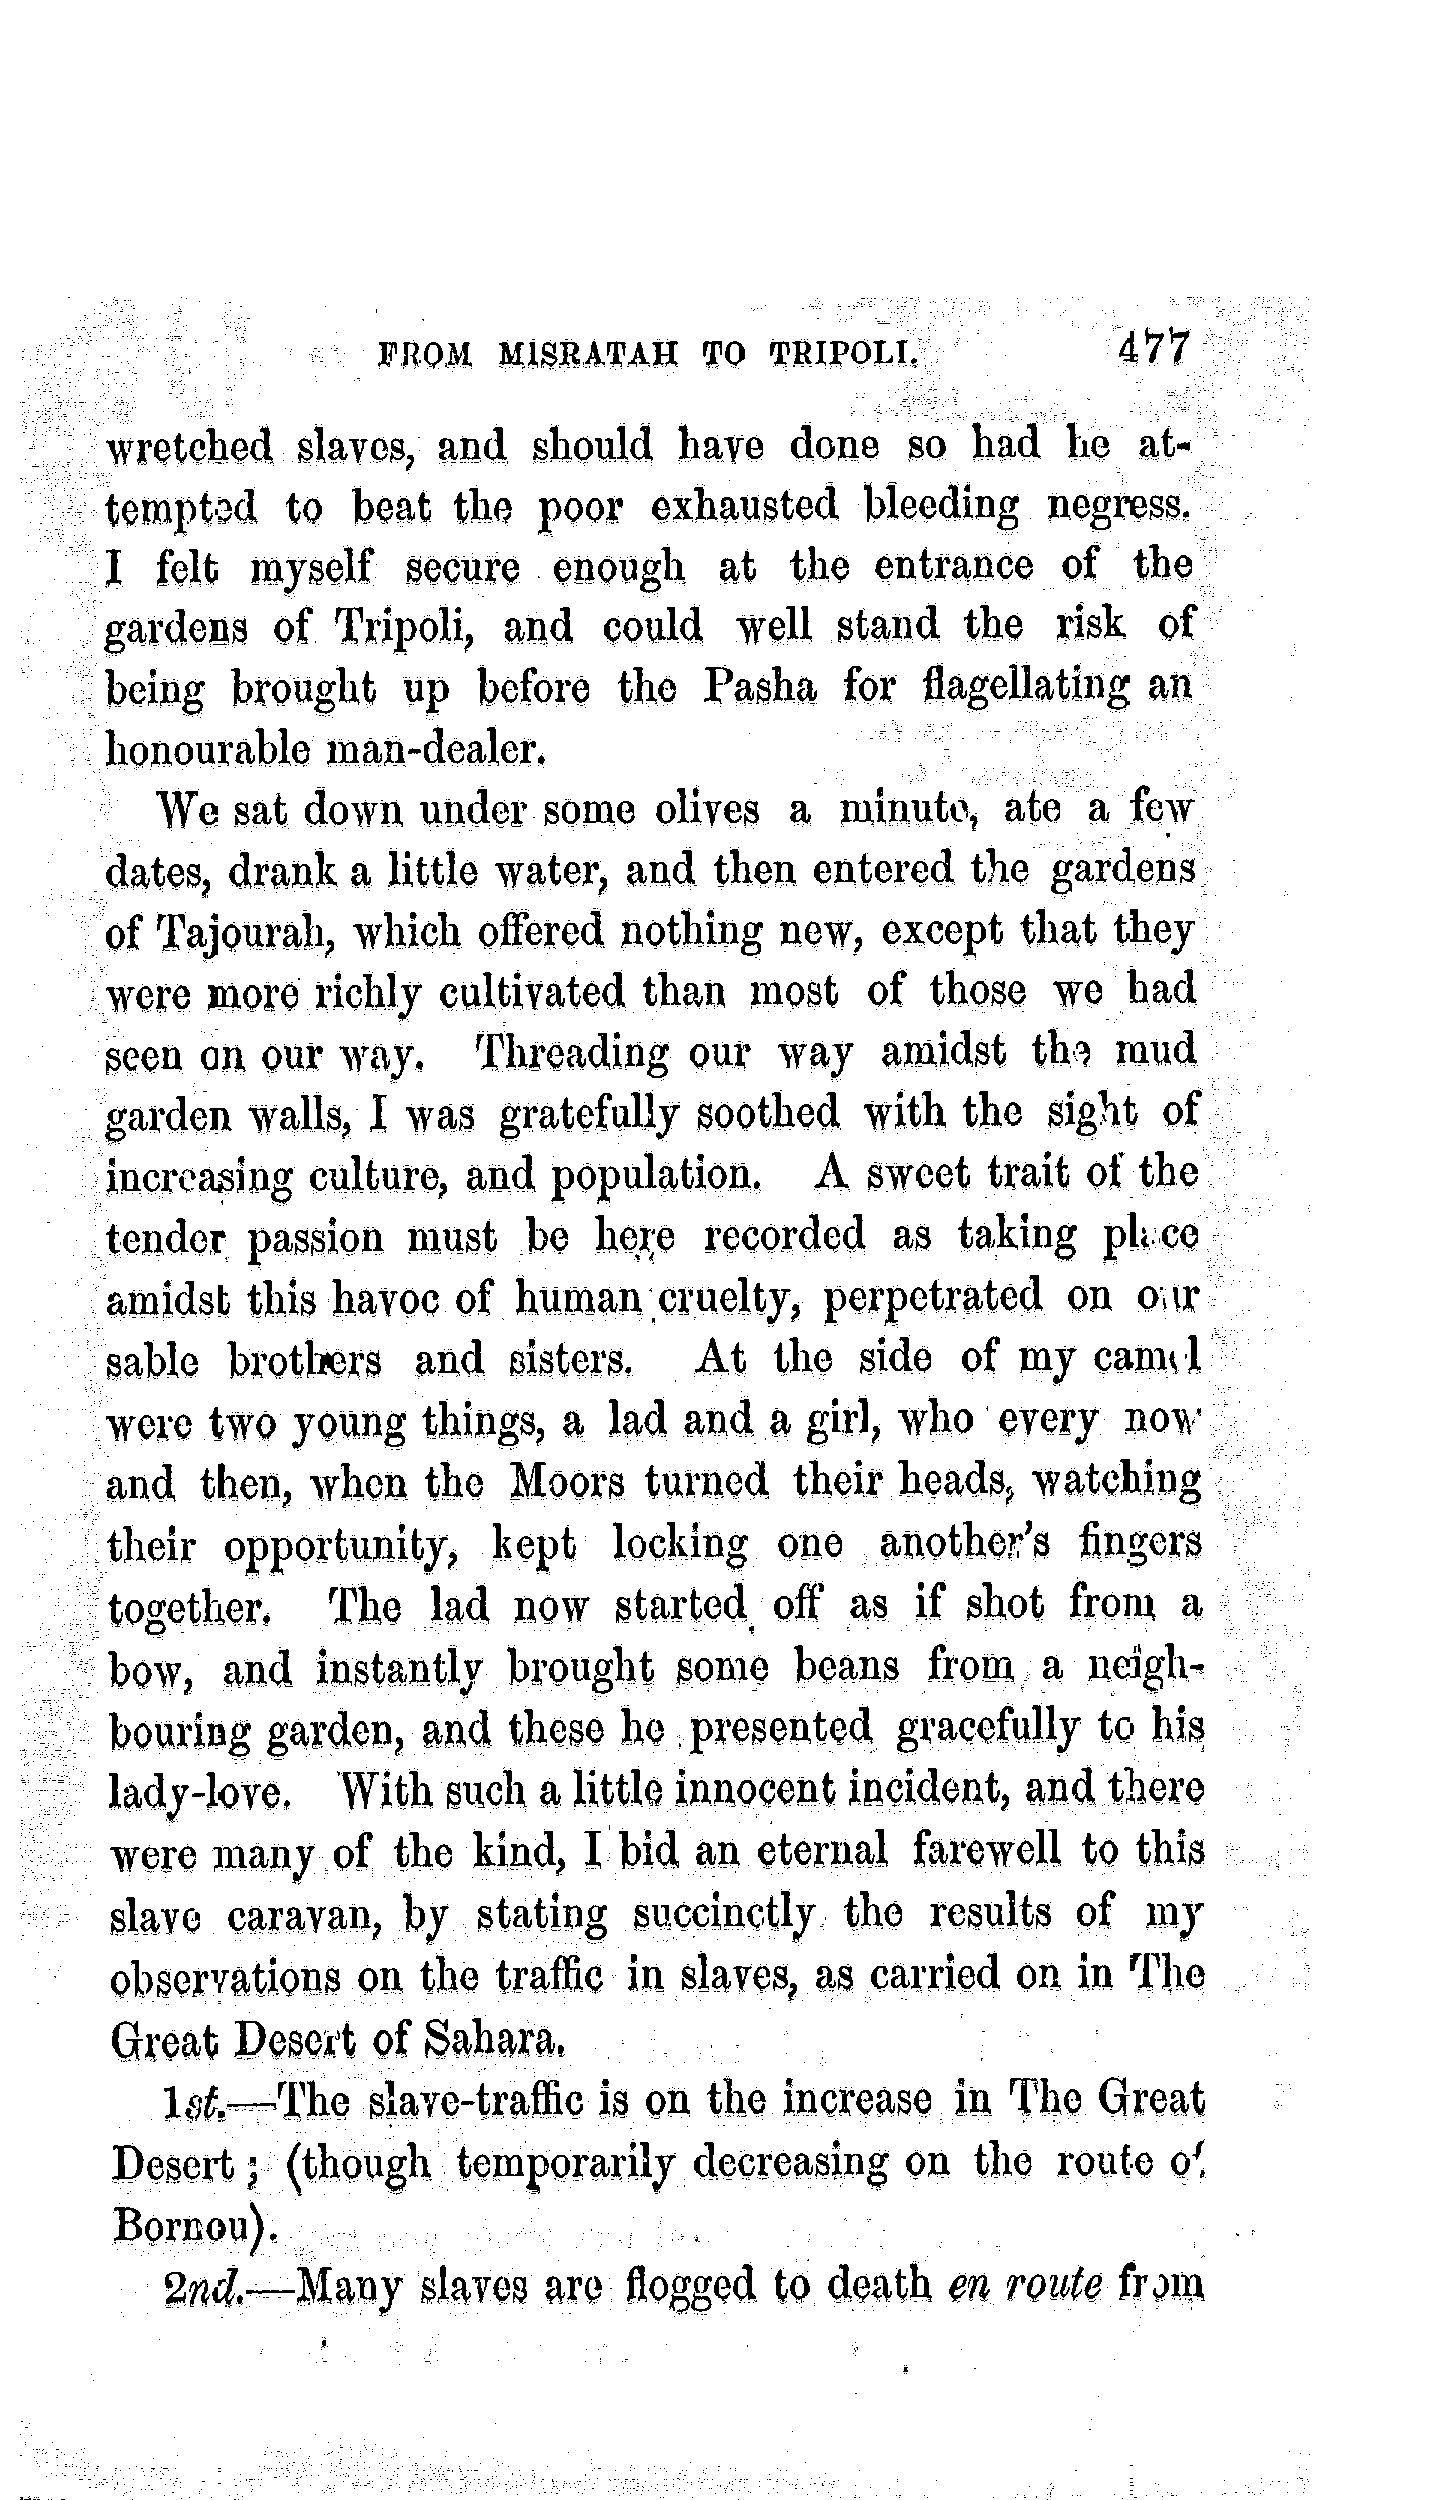 FROM MISRATAH TO TRIPOLI. 477
wretched slaves, and should have done so had he at-
tempted to beat the poor exhausted bleeding negress.
I felt myself secure enough at the entrance of the
gardens of Tripoli, and could well stand the risk of
being brought up before the Pasha for flagellating an
honourable man-dealer.
We sat down under some olives a minute, ate a few
dates, drank a little water, and then entered the gardens
of Tajourah, which offered nothing new, except that they
were more richly cultivated than most of those we had
seen on our way. Threading our way amidst the mud
garden walls, I was gratefully soothed with the sight of
increasing culture, and population. A sweet trait of the
tender passion must be here recorded as taking place
amidst this havoc of human cruelty, perpetrated on our
sable brothers and sisters. At the side of my camel
were two young things, a lad and a girl, who every now
and then, when the Moors turned their heads, watching
their opportunity, kept locking one another's fingers
together. The lad now started off as if shot from a
bow, and instantly brought some beans from a neigh-
bouring garden, and these he presented gracefully to his
lady-love. With such a little innocent incident, and there
were many of the kind, I bid an eternal farewell to this
slave caravan, by stating succinctly the results of my
observations on the traffic in slaves, as carried on in The
Great Desert of Sahara.
1st.—The slave-traffic is on the increase in The Great
Desert; (though temporarily decreasing on the route of
Bornou).
2nd.—Many slaves are flogged to death en route from